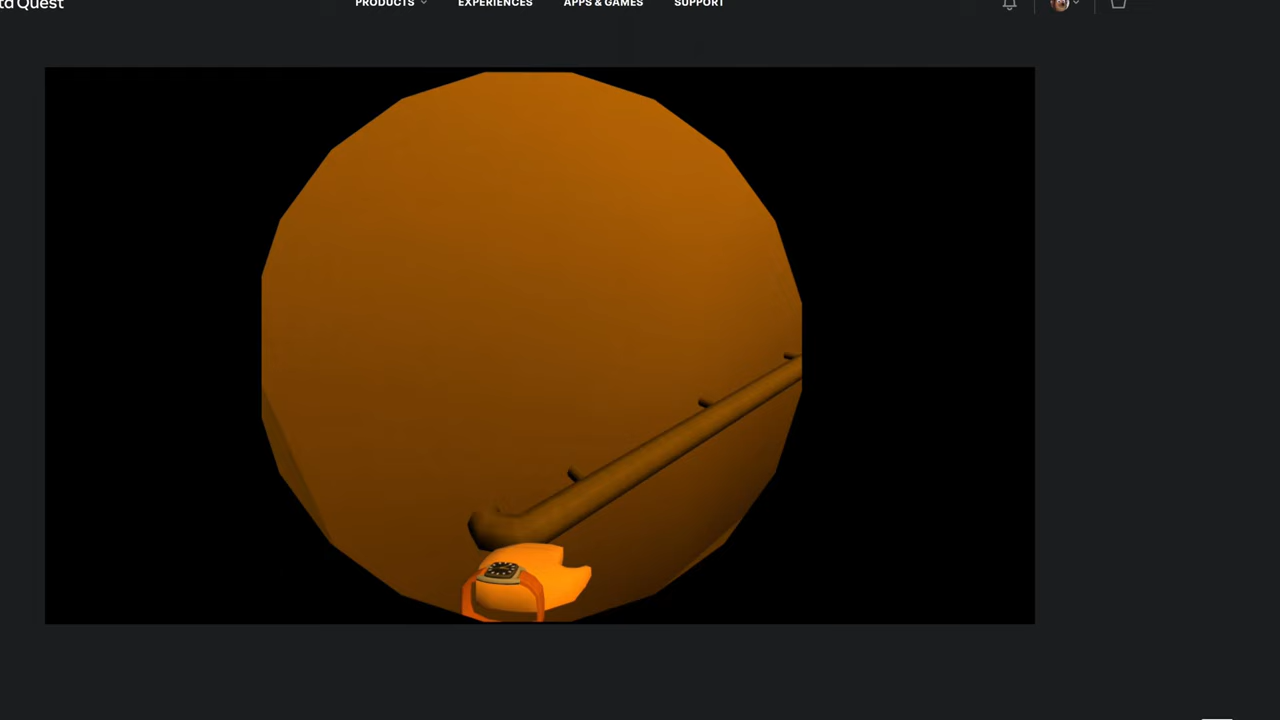 Quest
PRODUCTS
EXPERIENCES
APPS & GAMES
SUPPORT